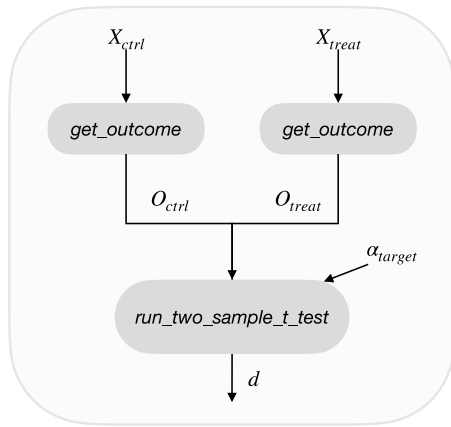 X_ctrl X_treat
get_outcome get_outcome
O_ctrl O_treat
α_target
run_two_sample_t_test
d